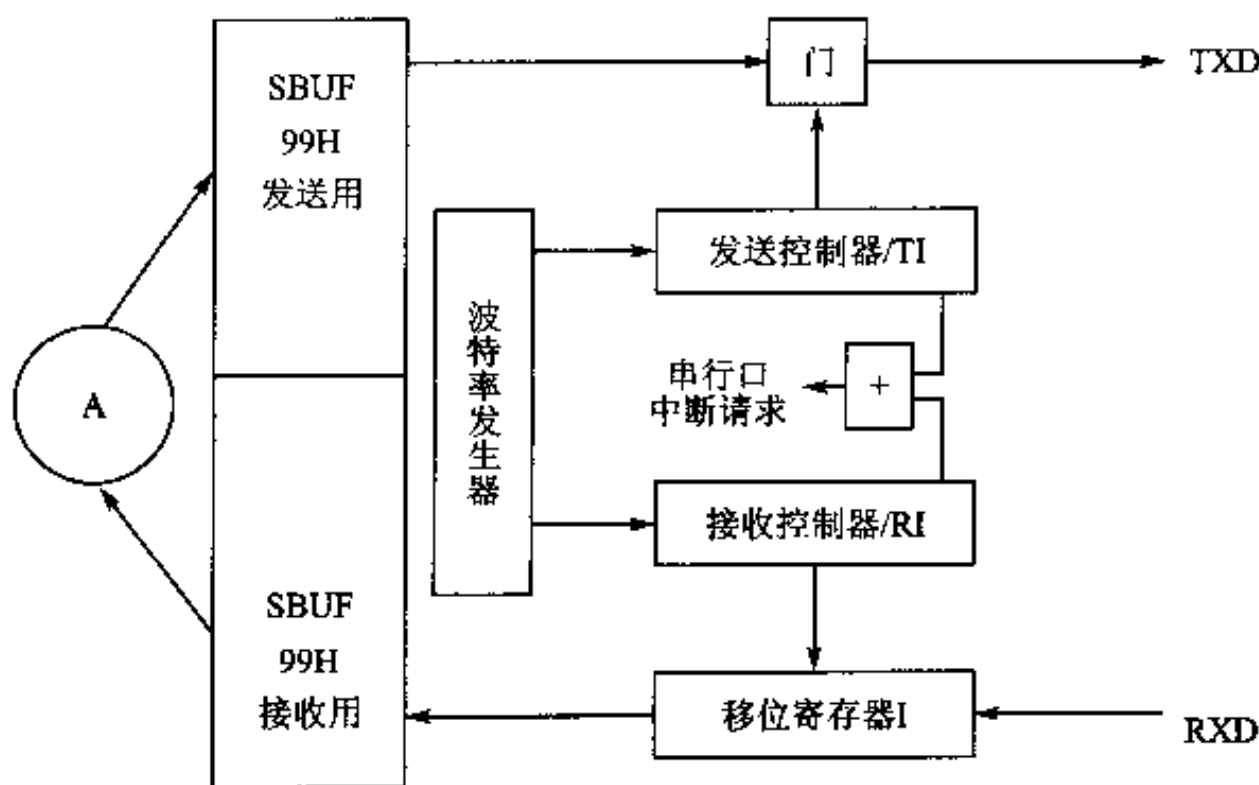 SBUF
99H
发送用
门
TXD
发送控制器/TI
波特率发生器
A
串行口
中断请求
+
接收控制器/RI
SBUF
99H
接收用
移位寄存器I
RXD